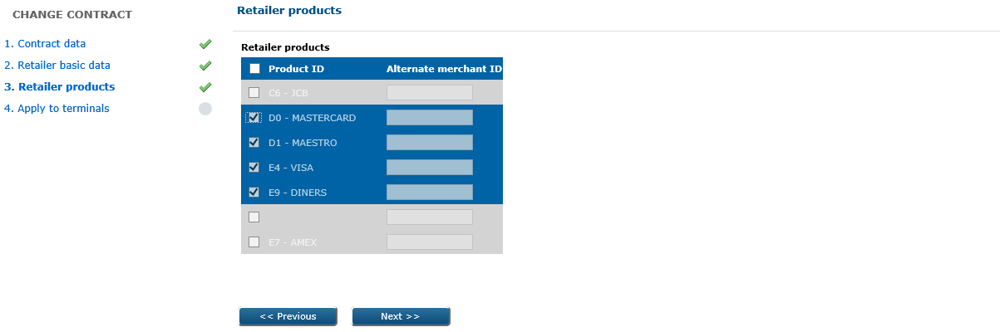 CHANGE CONTRACT
1. Contract data
2. Retailer basic data
3. Retailer products
4. Apply to terminals
Retailer products
Retailer products
Product ID Alternate merchant ID
C6 - JCB
D0 - MASTERCARD
D1 - MAESTRO
E4 - VISA
E9 - DINERS
E7 - AMEX
<< Previous Next >>